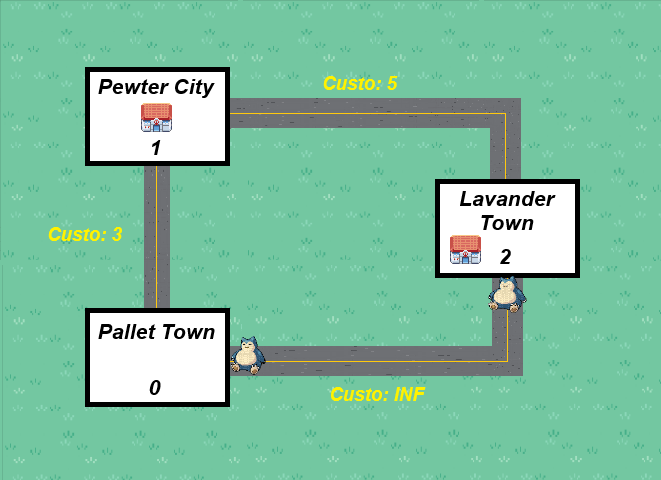 Pewter City
1
Custo: 5
Custo: 3
Lavander
Town
2
Pallet Town
0
Custo: INF